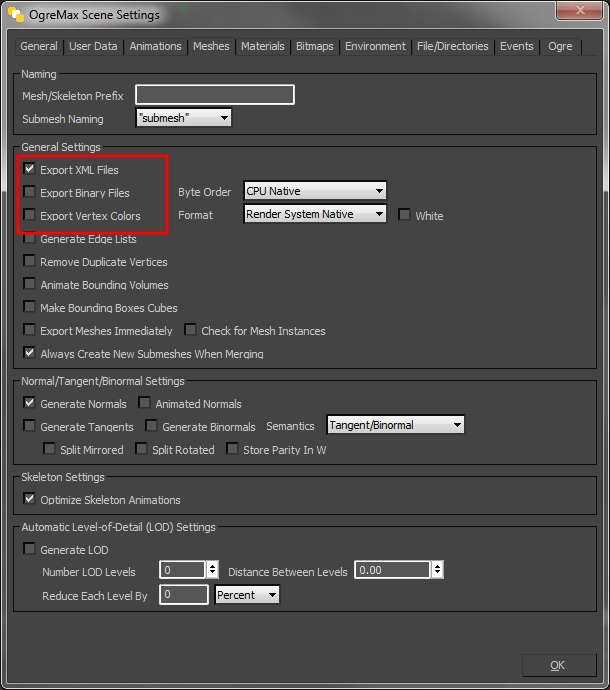 OgreMax Scene Settings
General User Data Animations Meshes Materials Bitmaps Environment File/Directories Events Ogre
Naming
Mesh/Skeleton Prefix
Submesh Naming "submesh"
General Settings
Export XML Files
Export Binary Files Byte Order CPU Native
Export Vertex Colors Format Render System Native White
Generate Edge Lists
Remove Duplicate Vertices
Animate Bounding Volumes
Make Bounding Boxes Cubes
Export Meshes Immediately Check for Mesh Instances
Always Create New Submeshes When Merging
Normal/Tangent/Binormal Settings
Generate Normals Animated Normals
Generate Tangents Generate Binormals Semantics Tangent/Binormal
Split Mirrored Split Rotated Store Parity In W
Skeleton Settings
Optimize Skeleton Animations
Automatic Level-of-Detail (LOD) Settings
Generate LOD
Number LOD Levels 0 Distance Between Levels 0.00
Reduce Each Level By 0 Percent
OK